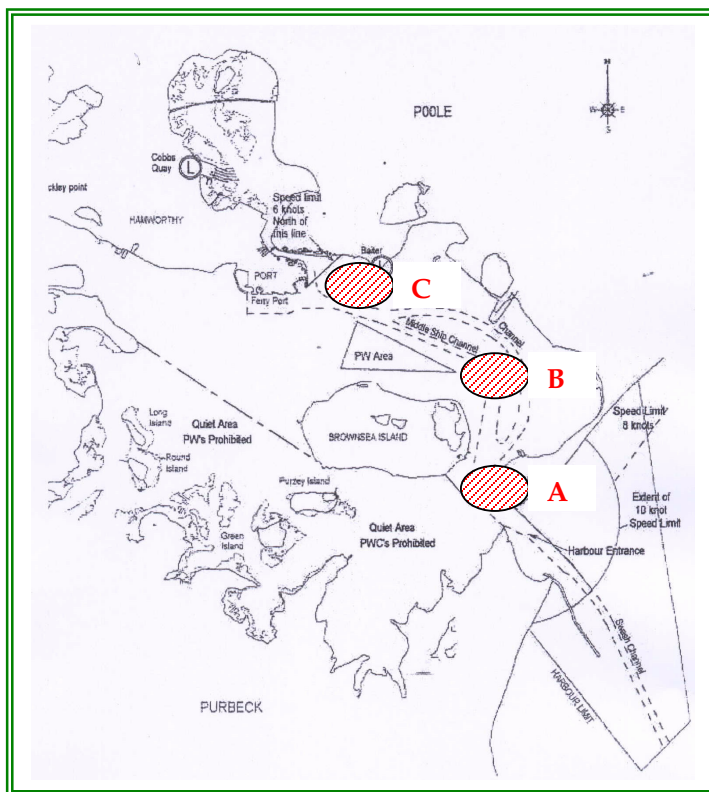 N
W
E
S
POOLE
Cobbs
Quay
L
ckley point
HAMWORTHY
Speed limit
6 knots
North of
this line
Baiter
L
PORT
Ferry Port
C
Middle Ship Channel
Channel
PW Area
B
Speed Limit
8 knots
Long
Island
Quiet Area
PW's Prohibited
BROWNSEA ISLAND
Round
Island
Furzey Island
A
Extent of
10 knot
Speed Limit
Green
Island
Quiet Area
PWC's Prohibited
Harbour Entrance
Swash Channel
HARBOUR LIMIT
PURBECK